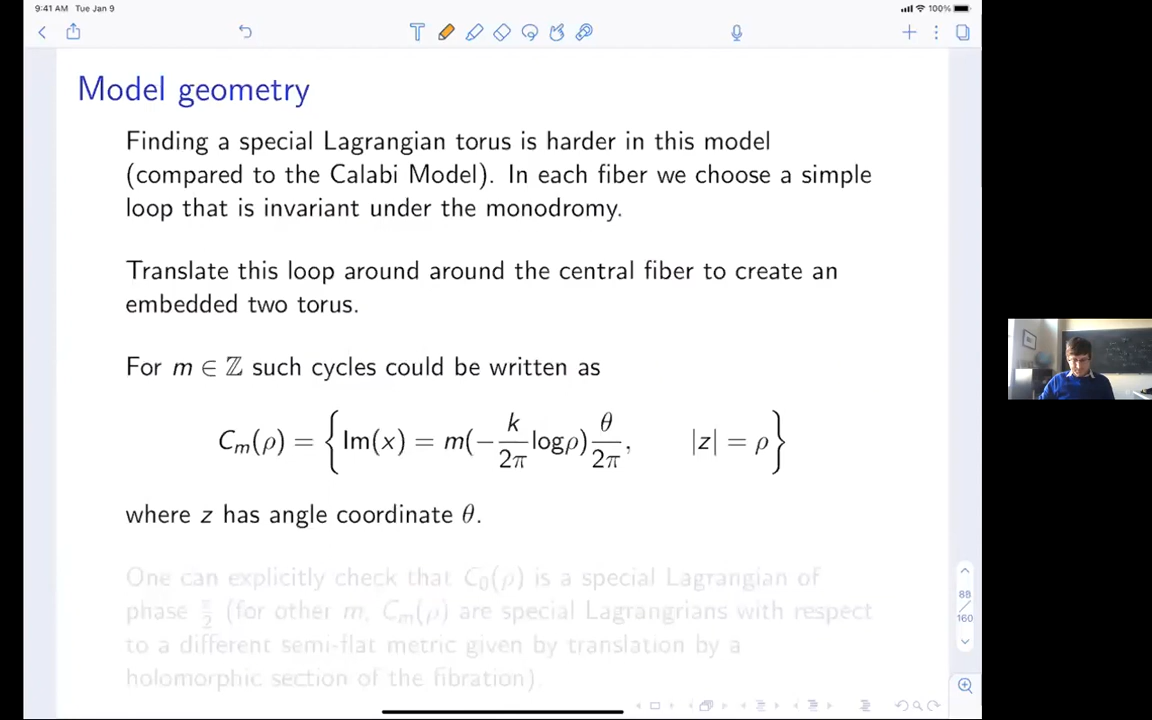 9:41 AM Tue Jan 9
100%
Model geometry
Finding a special Lagrangian torus is harder in this model
(compared to the Calabi Model). In each fiber we choose a simple
loop that is invariant under the monodromy.
Translate this loop around around the central fiber to create an
embedded two torus.
For m ∈ ℤ such cycles could be written as
C_m(ρ) = { Im(x) = m(−k/2π logρ) θ/2π, |z| = ρ }
where z has angle coordinate θ.
One can explicitly check that C₀(ρ) is a special Lagrangian of
phase π/2 (for other m, C_m(ρ) are special Lagrangrians with respect
to a different semi-flat metric given by translation by a
holomorphic section of the fibration).
88
/
160